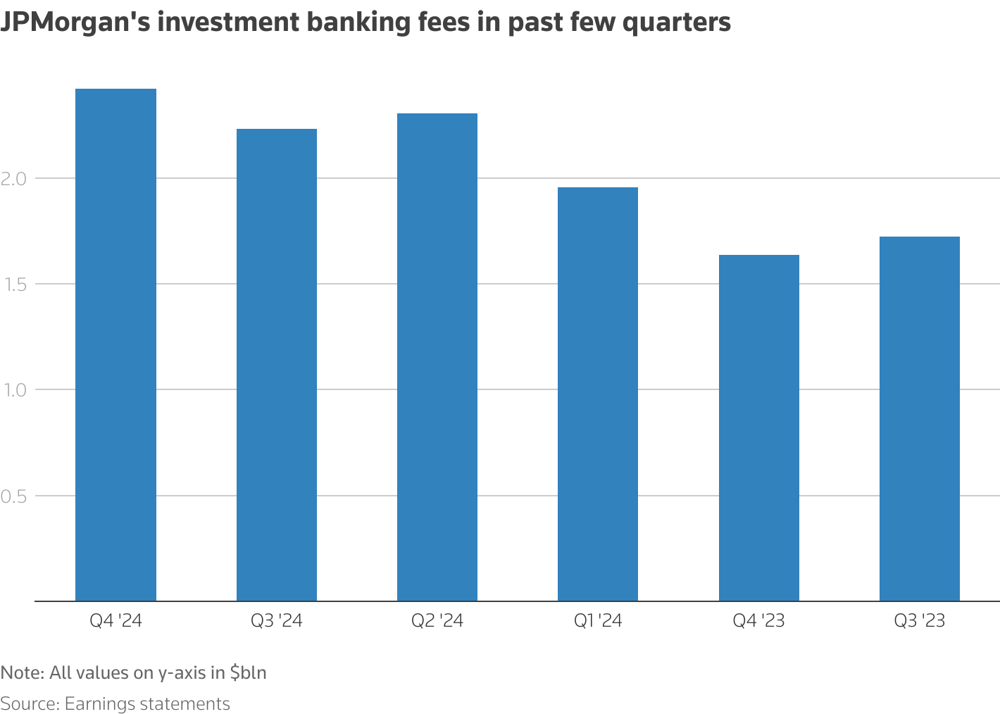 JPMorgan's investment banking fees in past few quarters
2.0
1.5
1.0
0.5
Q4 '24 Q3 '24 Q2 '24 Q1 '24 Q4 '23 Q3 '23
Note: All values on y-axis in $bln
Source: Earnings statements